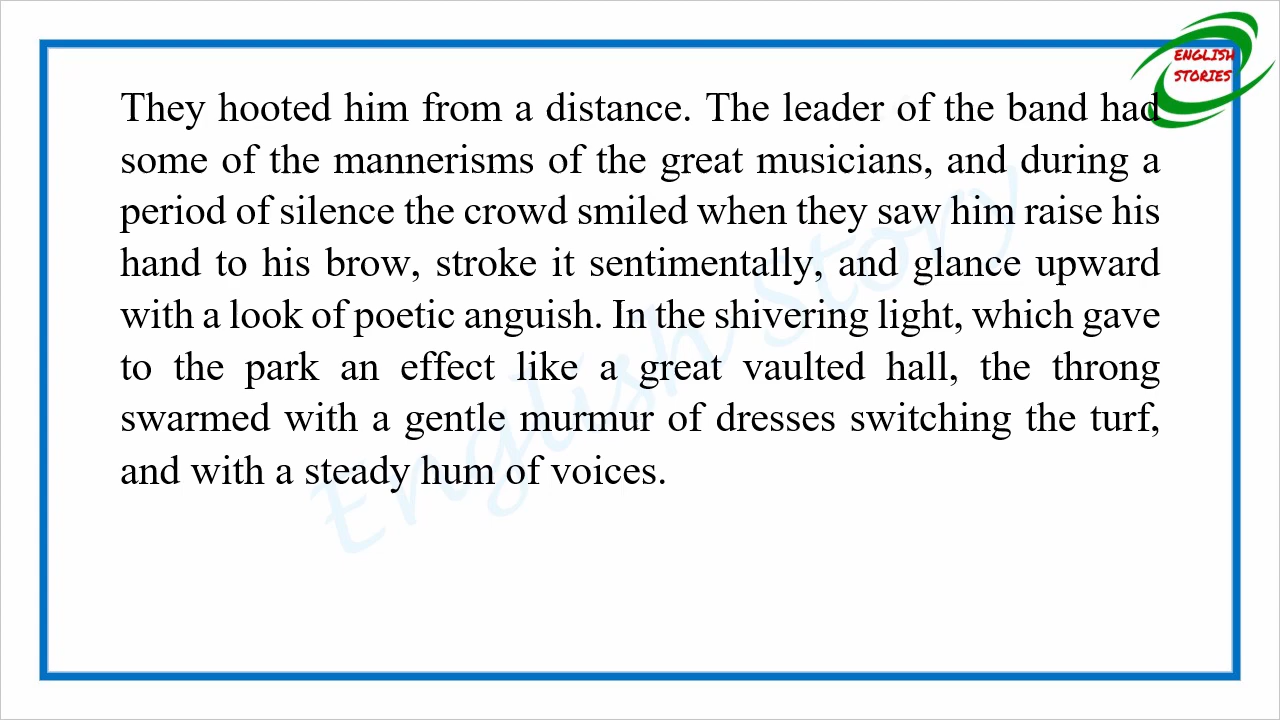 ENGLISH
STORIES
They hooted him from a distance. The leader of the band had
some of the mannerisms of the great musicians, and during a
period of silence the crowd smiled when they saw him raise his
hand to his brow, stroke it sentimentally, and glance upward
with a look of poetic anguish. In the shivering light, which gave
to the park an effect like a great vaulted hall, the throng
swarmed with a gentle murmur of dresses switching the turf,
and with a steady hum of voices.
English Story